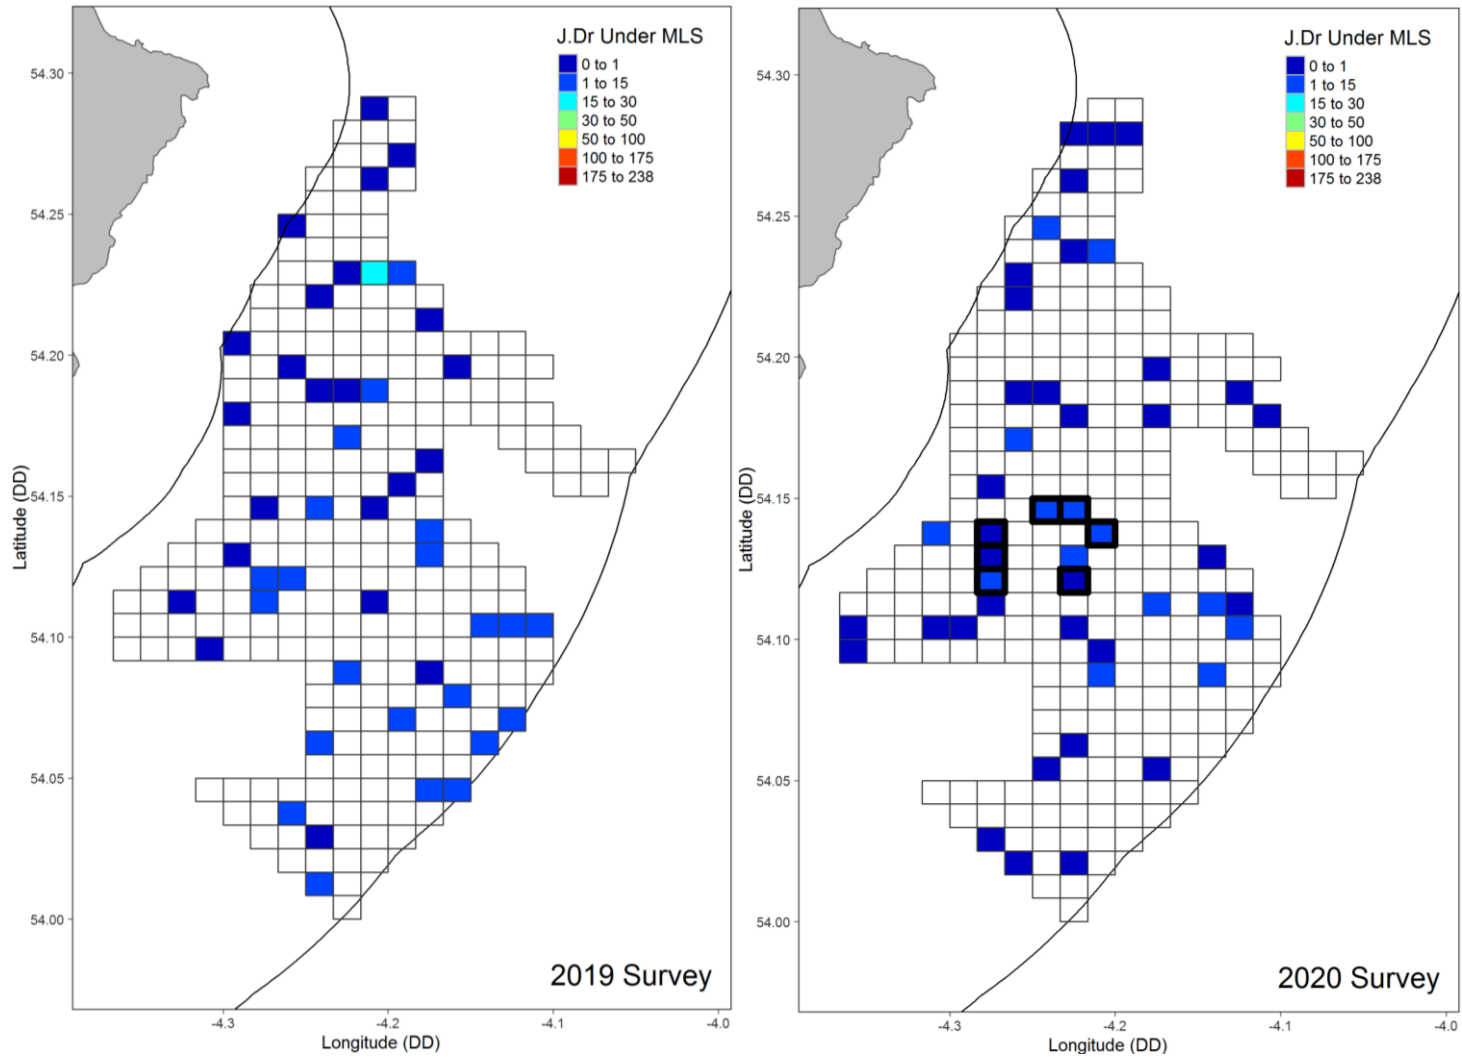 J.Dr Under MLS
0 to 1
1 to 15
15 to 30
30 to 50
50 to 100
100 to 175
175 to 238
54.30
54.25
54.20
54.15
54.10
54.05
54.00
Latitude (DD)
2019 Survey
-4.3
-4.2
-4.1
-4.0
Longitude (DD)
J.Dr Under MLS
0 to 1
1 to 15
15 to 30
30 to 50
50 to 100
100 to 175
175 to 238
54.30
54.25
54.20
54.15
54.10
54.05
54.00
Latitude (DD)
2020 Survey
-4.3
-4.2
-4.1
-4.0
Longitude (DD)